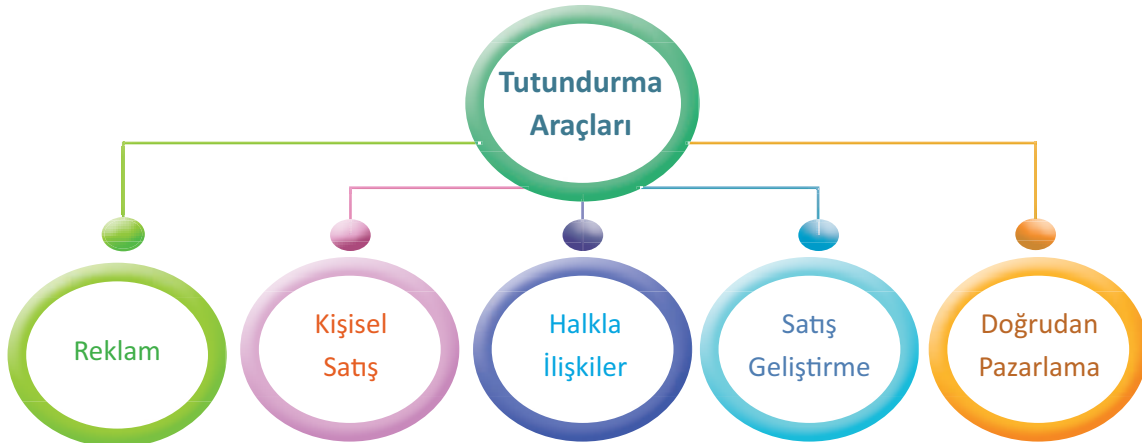 Tutundurma
Araçları
Reklam
Kişisel
Satış
Halkla
İlişkiler
Satış
Geliştirme
Doğrudan
Pazarlama